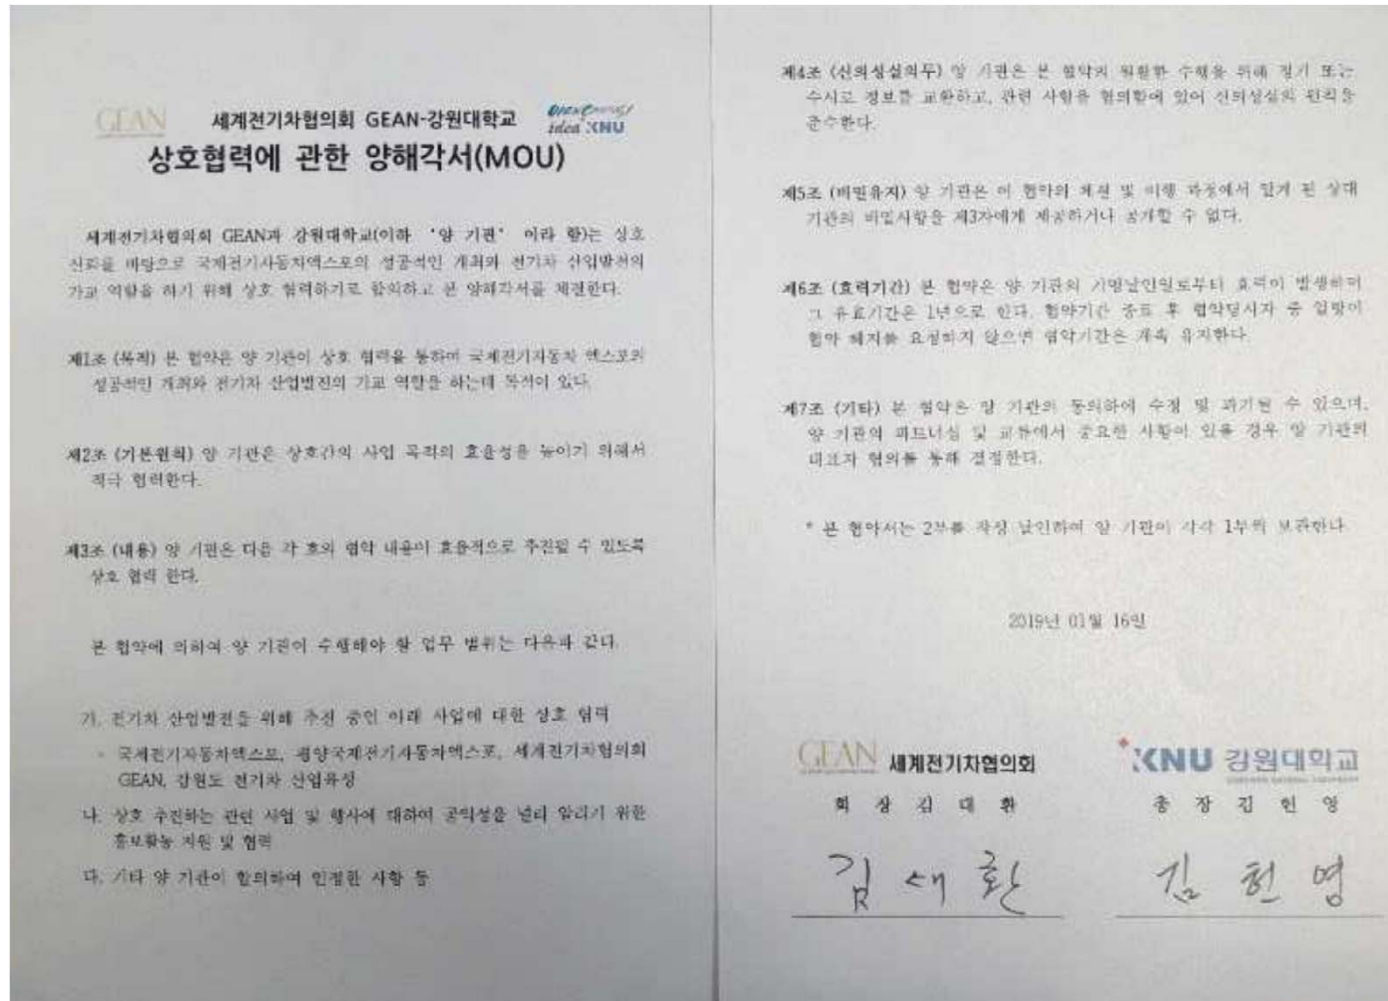 GEAN
세계전기차협의회 GEAN-강원대학교
idea KNU
상호협력에 관한 양해각서(MOU)
세계전기차협의회 GEAN과 강원대학교(이하 '양 기관' 이라 함)는 상호
신뢰를 바탕으로 국제전기자동차엑스포의 성공적인 개최와 전기차 산업발전의
가교 역할을 하기 위해 상호 협력하기로 합의하고 본 양해각서를 체결한다.
제1조 (목적) 본 협약은 양 기관이 상호 협력을 통하여 국제전기자동차 엑스포의
성공적인 개최와 전기차 산업발전의 가교 역할을 하는데 목적이 있다.
제2조 (기본원칙) 양 기관은 상호간의 사업 목적의 효율성을 높이기 위해서
적극 협력한다.
제3조 (내용) 양 기관은 다음 각 호의 협약 내용이 효율적으로 추진될 수 있도록
상호 협력 한다.
본 협약에 의하여 양 기관이 수행해야 할 업무 범위는 다음과 같다.
가. 전기차 산업발전을 위해 추진 중인 아래 사업에 대한 상호 협력
- 국제전기자동차엑스포, 평양국제전기자동차엑스포, 세계전기차협의회
GEAN, 강원도 전기차 산업육성
나. 상호 추진하는 관련 사업 및 행사에 대하여 공익성을 널리 알리기 위한
홍보활동 지원 및 협력
다. 기타 양 기관이 합의하여 인정한 사항 등
제4조 (신의성실의무) 양 기관은 본 협약의 원활한 수행을 위해 정기 또는
수시로 정보를 교환하고, 관련 사항을 협의함에 있어 신의성실의 원칙을
준수한다.
제5조 (비밀유지) 양 기관은 이 협약의 체결 및 이행 과정에서 알게 된 상대
기관의 비밀사항을 제3자에게 제공하거나 공개할 수 없다.
제6조 (효력기간) 본 협약은 양 기관의 기명날인일로부터 효력이 발생하며
그 유효기간은 1년으로 한다. 협약기간 종료 후 협약당사자 중 일방이
협약 해지를 요청하지 않으면 협약기간은 계속 유지한다.
제7조 (기타) 본 협약은 양 기관의 동의하에 수정 및 파기될 수 있으며,
양 기관의 파트너십 및 교류에서 중요한 사항이 있을 경우 양 기관의
대표자 협의를 통해 결정한다.
* 본 협약서는 2부를 작성 날인하여 양 기관이 각각 1부씩 보관한다.
2019년 01월 16일
GEAN 세계전기차협의회
회 장 김 대 환
김 대 환
KNU 강원대학교
총 장 김 헌 영
김 헌 영